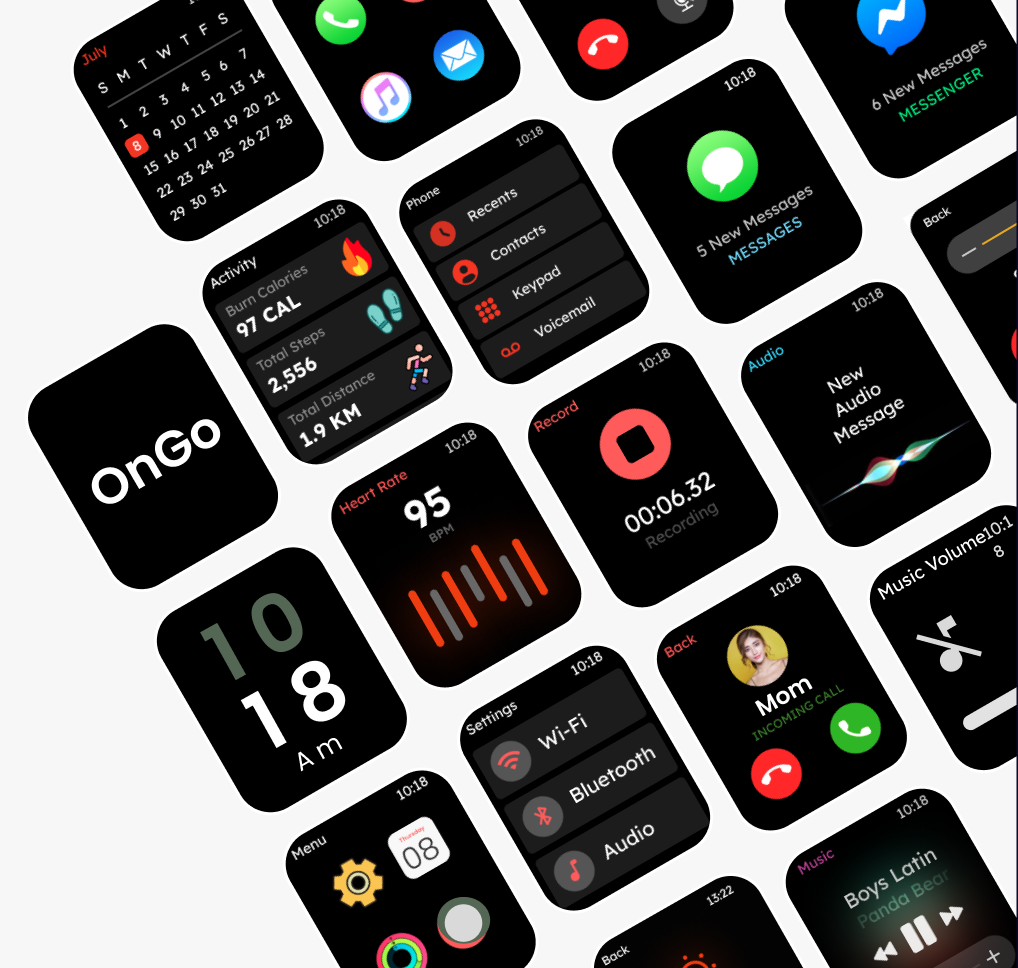 July
S M T W T F S
1 2 3 4 5 6 7
8 9 10 11 12 13 14
15 16 17 18 19 20 21
22 23 24 25 26 27 28
29 30 31
6 New Messages
MESSENGER
10:18
5 New Messages
MESSAGES
Phone
10:18
Recents
Contacts
Keypad
Voicemail
Activity
10:18
Burn Calories
97 CAL
Total Steps
2,556
Total Distance
1.9 KM
OnGo
Back
Audio
10:18
New
Audio
Message
Record
10:18
00:06.32
Recording
Heart Rate
10:18
95
BPM
10
18
Am
Music Volume
10:1
8
Back
10:18
Mom
INCOMING CALL
Settings
10:18
Wi-Fi
Bluetooth
Audio
Menu
10:18
Thursday
08
Music
10:18
Boys Latin
Panda Bear
Back
13:22